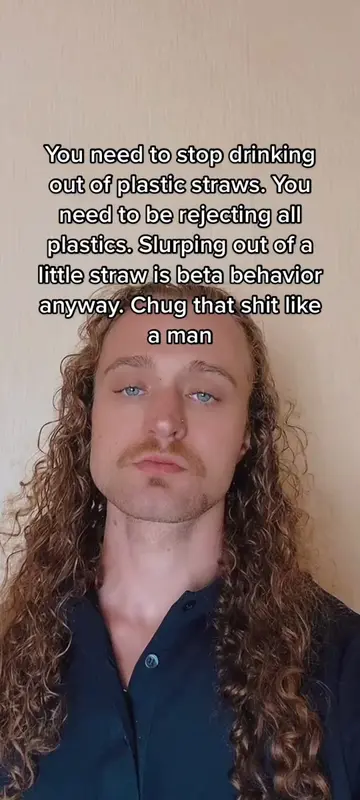 You need to stop drinking
out of plastic straws. You
need to be rejecting all
plastics. Slurping out of a
little straw is beta behavior
anyway. Chug that shit like
a man